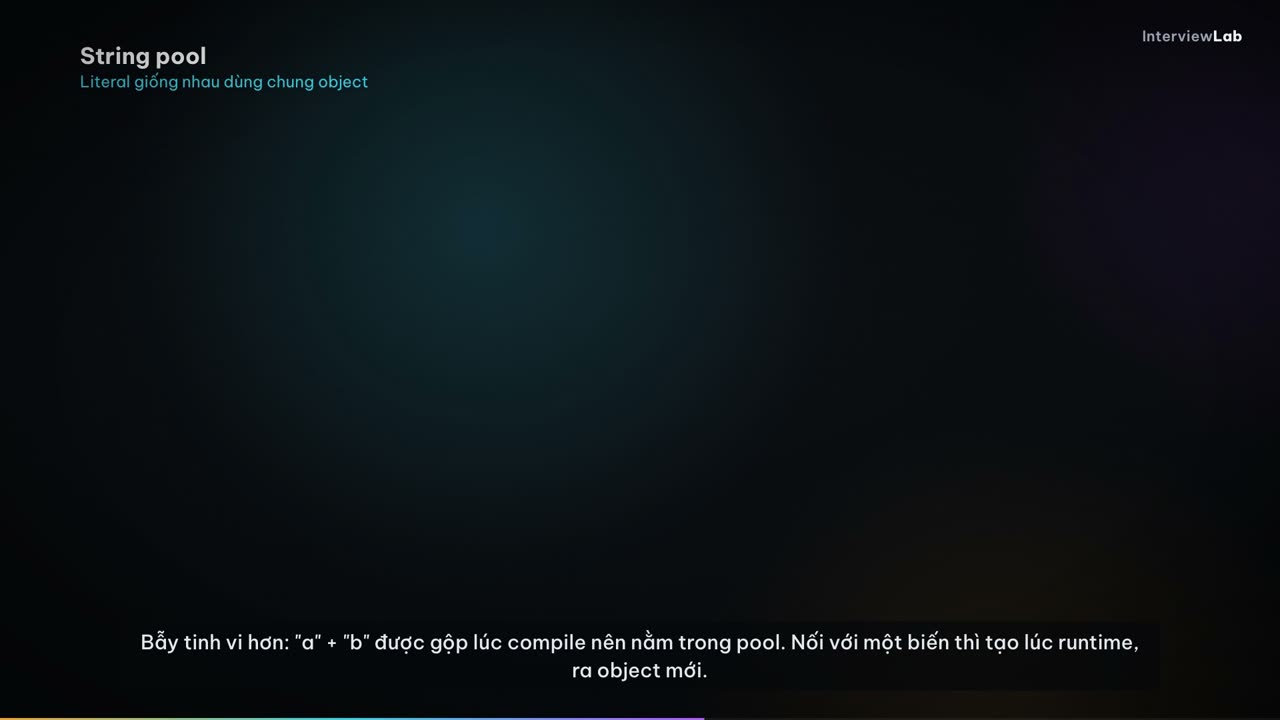 String pool
InterviewLab
Literal giống nhau dùng chung object
Bẫy tinh vi hơn: "a" + "b" được gộp lúc compile nên nằm trong pool. Nối với một biến thì tạo lúc runtime,
ra object mới.